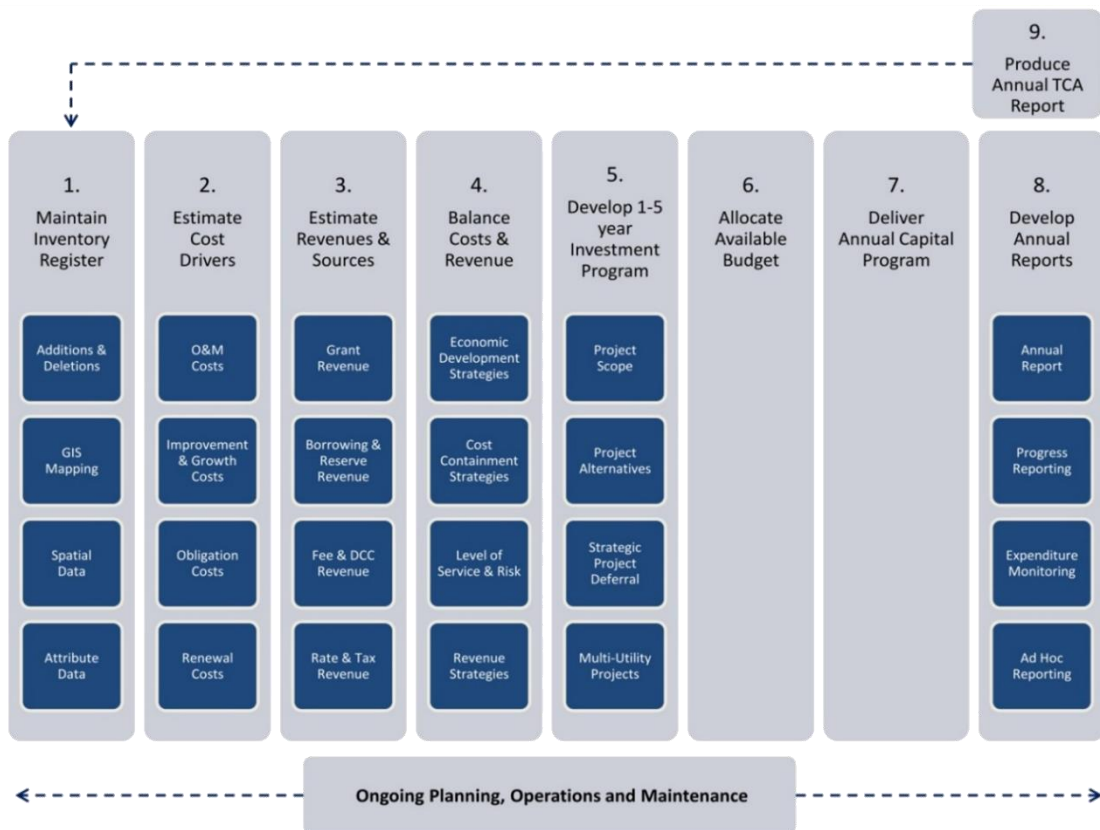 9.
Produce
Annual TCA
Report
1.
Maintain
Inventory
Register
Additions &
Deletions
GIS
Mapping
Spatial
Data
Attribute
Data
2.
Estimate
Cost
Drivers
O&M
Costs
Improvement
& Growth
Costs
Obligation
Costs
Renewal
Costs
3.
Estimate
Revenues &
Sources
Grant
Revenue
Borrowing &
Reserve
Revenue
Fee & DCC
Revenue
Rate & Tax
Revenue
4.
Balance
Costs &
Revenue
Economic
Development
Strategies
Cost
Containment
Strategies
Level of
Service & Risk
Revenue
Strategies
5.
Develop 1-5
year
Investment
Program
Project
Scope
Project
Alternatives
Strategic
Project
Deferral
Multi-Utility
Projects
6.
Allocate
Available
Budget
7.
Deliver
Annual Capital
Program
8.
Develop
Annual
Reports
Annual
Report
Progress
Reporting
Expenditure
Monitoring
Ad Hoc
Reporting
Ongoing Planning, Operations and Maintenance